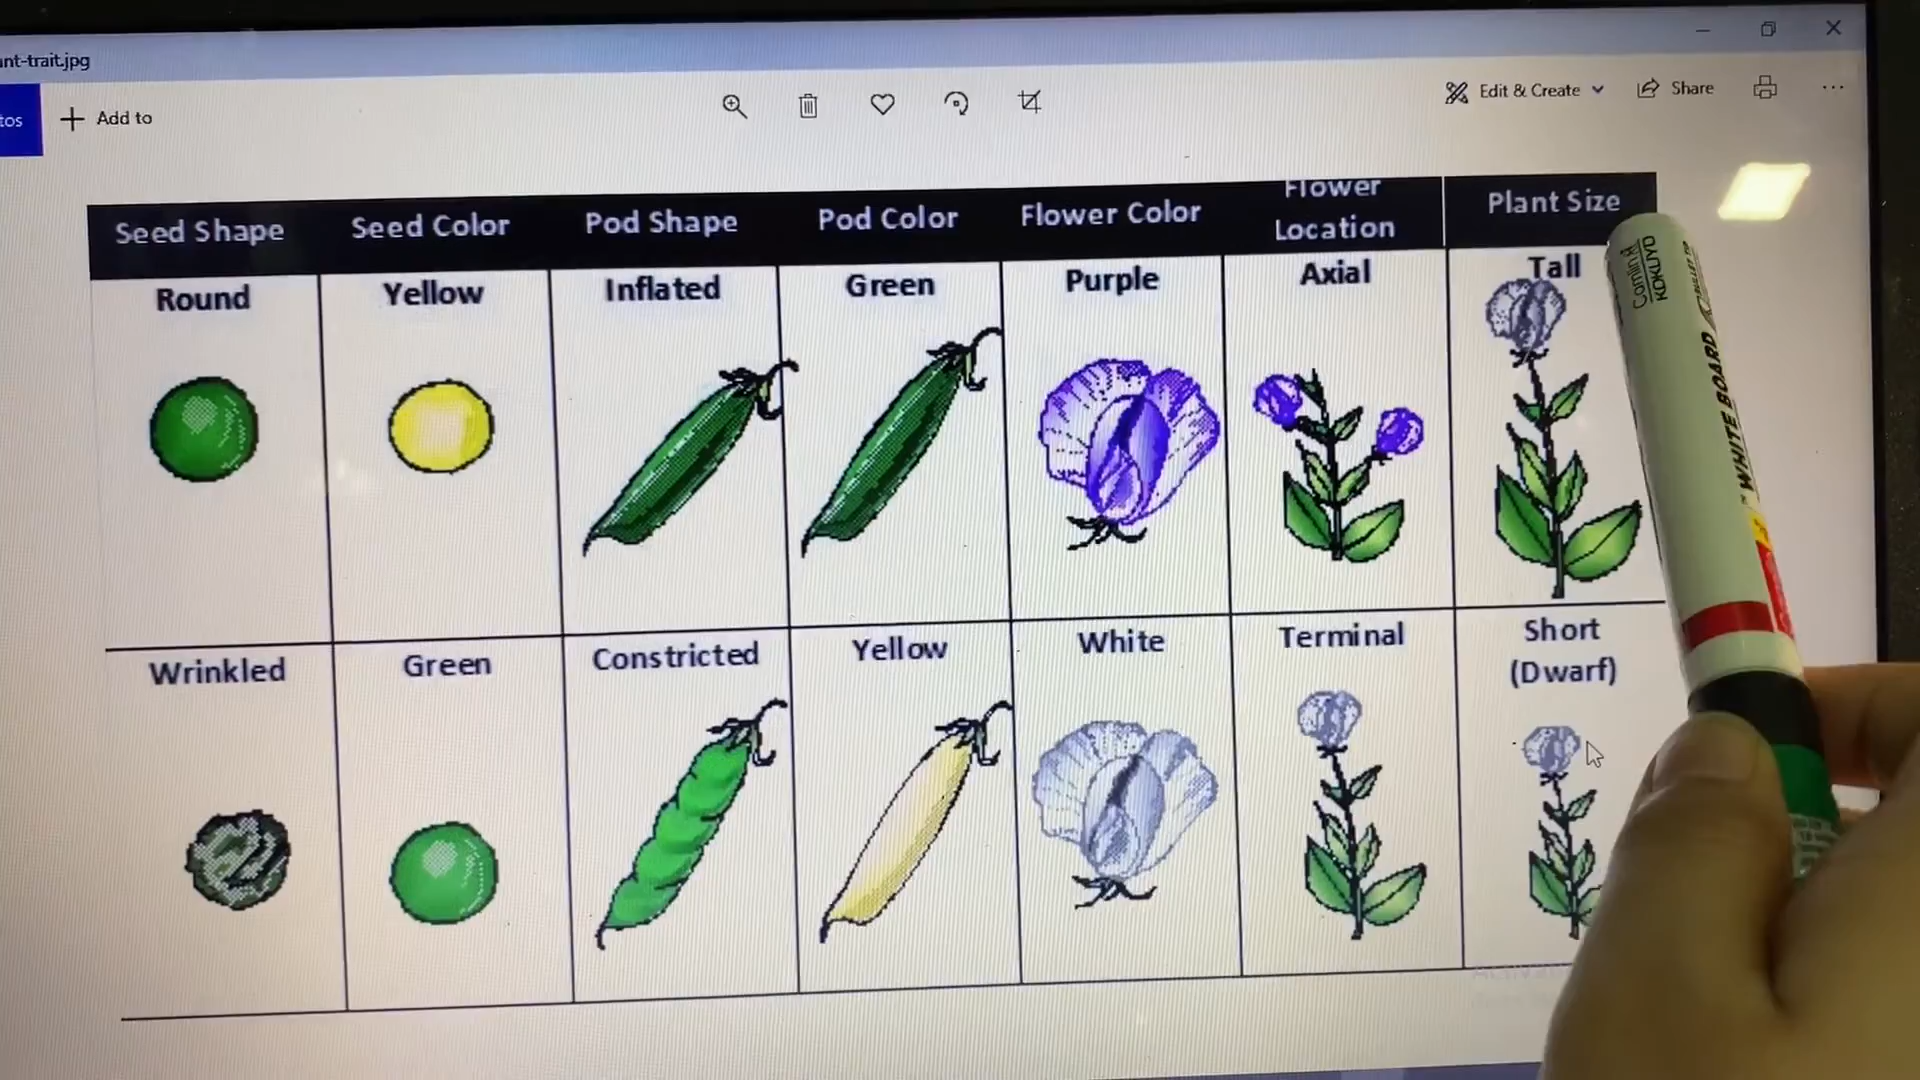 nt-trait.jpg
tos
Add to
Edit & Create
Share
Seed Shape
Seed Color
Pod Shape
Pod Color
Flower Color
Flower
Location
Plant Size
Round
Yellow
Inflated
Green
Purple
Axial
Tall
Wrinkled
Green
Constricted
Yellow
White
Terminal
Short
(Dwarf)
Camlin
KOKUYO
WHITE BOARD